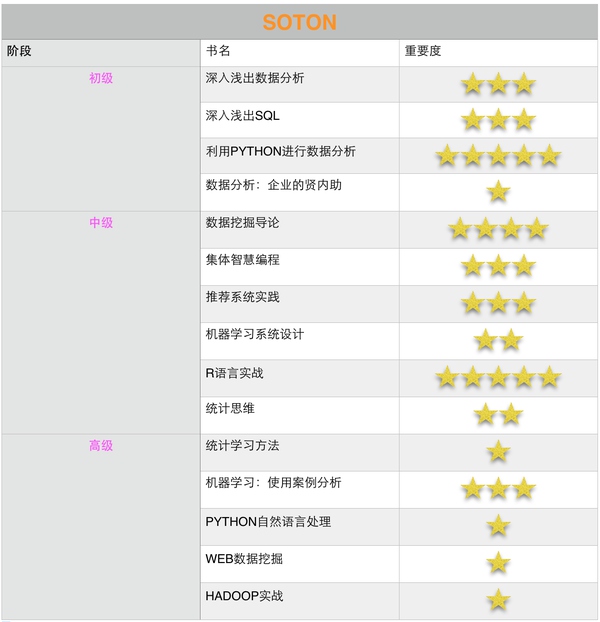 SOTON
阶段 书名 重要度
初级 深入浅出数据分析
深入浅出SQL
利用PYTHON进行数据分析
数据分析：企业的贤内助
中级 数据挖掘导论
集体智慧编程
推荐系统实践
机器学习系统设计
R语言实战
统计思维
高级 统计学习方法
机器学习：使用案例分析
PYTHON自然语言处理
WEB数据挖掘
HADOOP实战